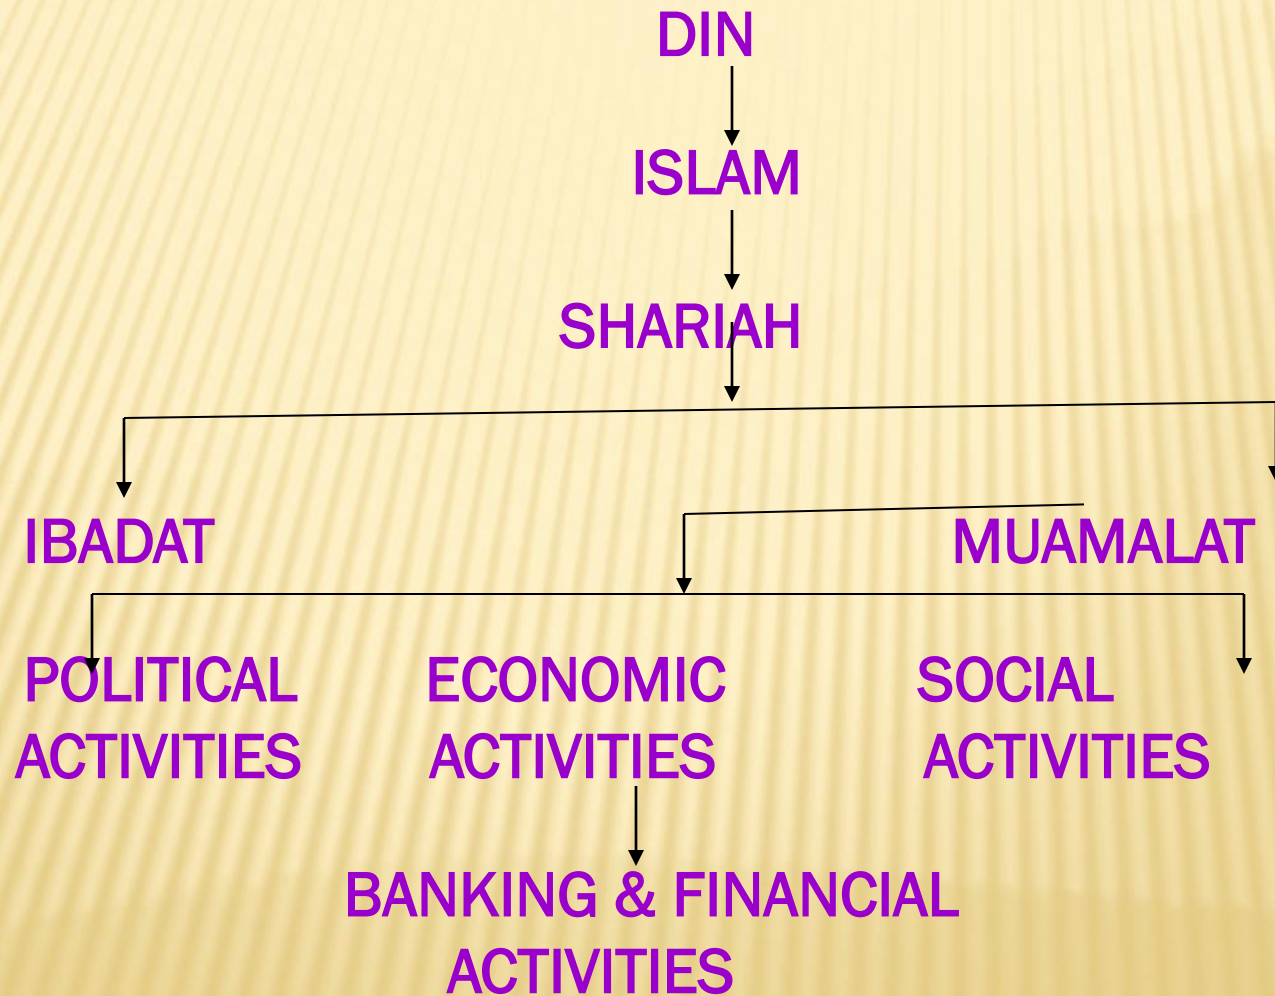 DIN
ISLAM
SHARIAH
IBADAT MUAMALAT
POLITICAL ECONOMIC SOCIAL
ACTIVITIES ACTIVITIES ACTIVITIES
BANKING & FINANCIAL
ACTIVITIES